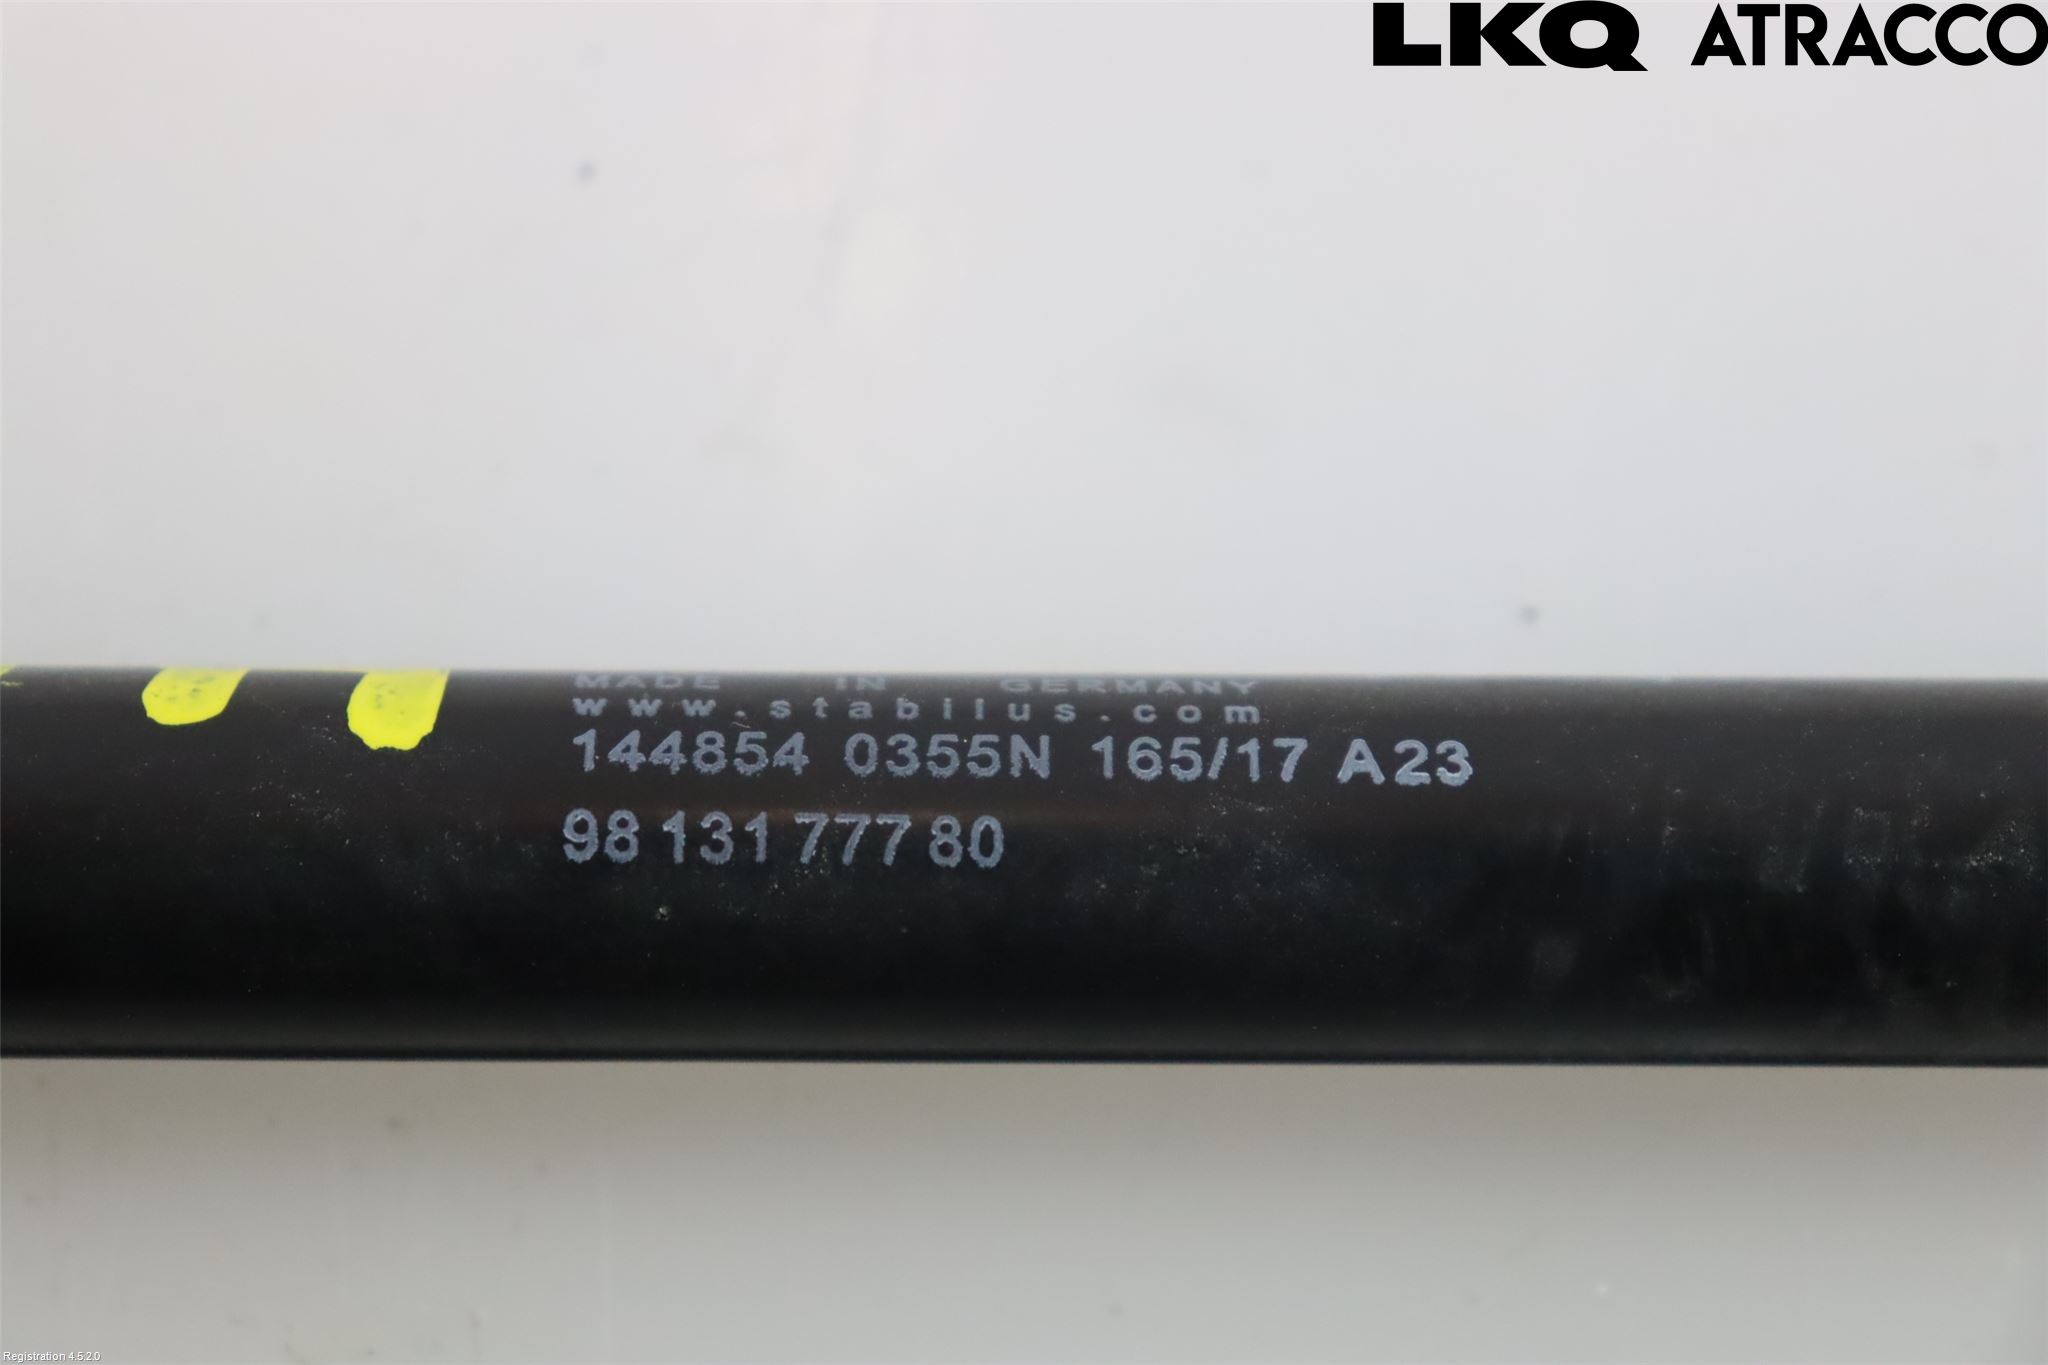 LKQ ATRACCO
MADE IN GERMANY
www.stabilus.com
144854 0355N 165/17 A23
98 131 777 80
Registration 4.5.2.0